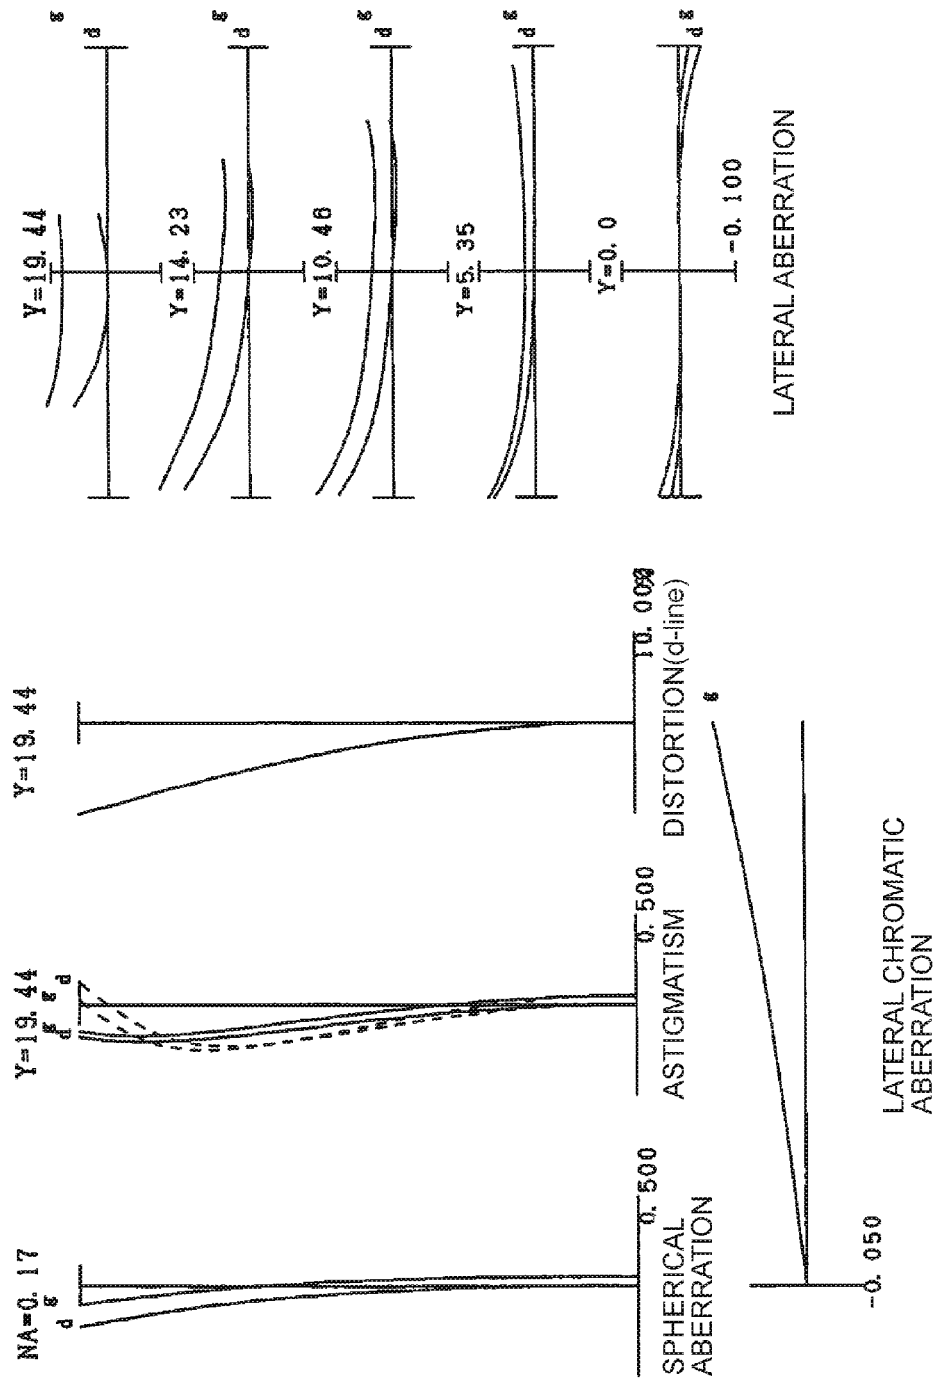 Y=19.44
d
g
Y=14.23
d
g
Y=10.46
d
g
Y=5.35
d
g
Y=0.0
d
g
-0.100
LATERAL ABERRATION
NA=0.17
d
g
0.500
SPHERICAL
ABERRATION
Y=19.44
d
g
g
d
0.500
ASTIGMATISM
Y=19.44
DISTORTION(d-line)
g
-0.050
LATERAL CHROMATIC
ABERRATION